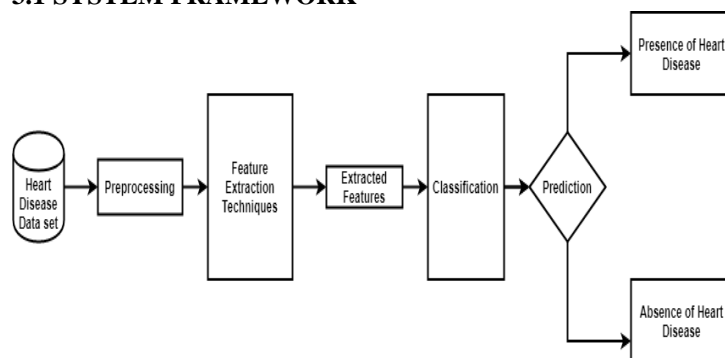 3.1 SYSTEM FRAMEWORK
Heart
Disease
Data set
Preprocessing
Feature
Extraction
Techniques
Extracted
Features
Classification
Prediction
Presence of Heart
Disease
Absence of Heart
Disease